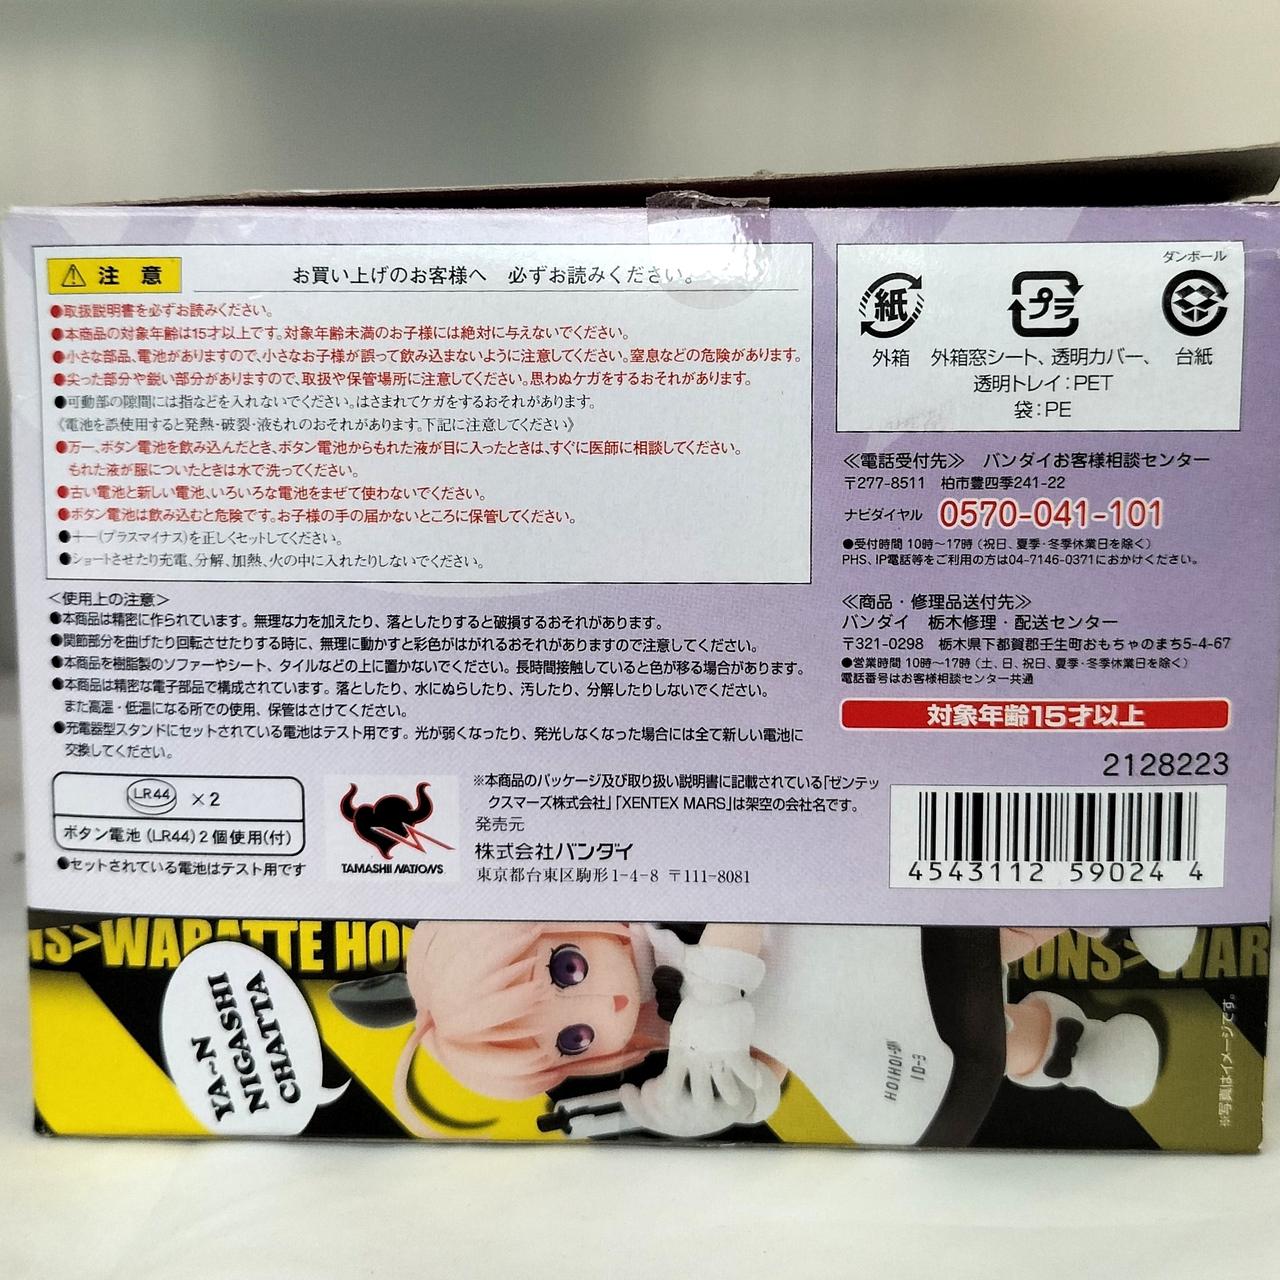 注 意
お買い上げのお客様へ 必ずお読みください。
●取扱説明書を必ずお読みください。
●本商品の対象年齢は15才以上です。対象年齢未満のお子様には絶対に与えないでください。
●小さな部品、電池がありますので、小さなお子様が誤って飲み込まないように注意してください。窒息などの危険があります。
●尖った部分や鋭い部分がありますので、取扱や保管場所に注意してください。思わぬケガをするおそれがあります。
●可動部の隙間には指などを入れないでください。はさまれてケガをするおそれがあります。
《電池を誤使用すると発熱・破裂・液もれのおそれがあります。下記に注意してください》
●万一、ボタン電池を飲み込んだとき、ボタン電池からもれた液が目に入ったときは、すぐに医師に相談してください。
もれた液が服についたときは水で洗ってください。
●古い電池と新しい電池、いろいろな電池をまぜて使わないでください。
●ボタン電池は飲み込むと危険です。お子様の手の届かないところに保管してください。
●+-(プラスマイナス)を正しくセットしてください。
●ショートさせたり充電、分解、加熱、火の中に入れたりしないでください。
<使用上の注意>
●本商品は精密に作られています。無理な力を加えたり、落としたりすると破損するおそれがあります。
●関節部分を曲げたり回転させたりする時に、無理に動かすと彩色がはがれるおそれがありますので注意してください。
●本商品を樹脂製のソファーやシート、タイルなどの上に置かないでください。長時間接触していると色が移る場合があります。
●本商品は精密な電子部品で構成されています。落としたり、水にぬらしたり、汚したり、分解したりしないでください。
また高温・低温になる所での使用、保管はさけてください。
●充電器型スタンドにセットされている電池はテスト用です。光が弱くなったり、発光しなくなった場合には全て新しい電池に
交換してください。
LR44 ×2
ボタン電池(LR44)2個使用(付)
●セットされている電池はテスト用です
TAMASHII NATIONS
※本商品のパッケージ及び取り扱い説明書に記載されている「ゼンテッ
クスマーズ株式会社」「XENTEX MARS」は架空の会社名です。
発売元
株式会社バンダイ
東京都台東区駒形1-4-8 〒111-8081
ダンボール
紙 プラ
外箱 外箱窓シート、透明カバー、 台紙
透明トレイ:PET
袋:PE
≪電話受付先≫ バンダイお客様相談センター
〒277-8511 柏市豊四季241-22
ナビダイヤル 0570-041-101
●受付時間 10時〜17時(祝日、夏季・冬季休業日を除く)
PHS、IP電話等をご利用の方は04-7146-0371におかけください。
≪商品・修理品送付先≫
バンダイ 栃木修理・配送センター
〒321-0298 栃木県下都賀郡壬生町おもちゃのまち5-4-67
●営業時間 10時〜17時(土、日、祝日、夏季・冬季休業日を除く)
電話番号はお客様相談センター共通
対象年齢15才以上
2128223
4543112 59024 4
NS>WARATTE HO
IONS>WAR
YA~N
NIGASHI
CHATTA
HOIHOI-san
ID-3
※写真はイメージです。